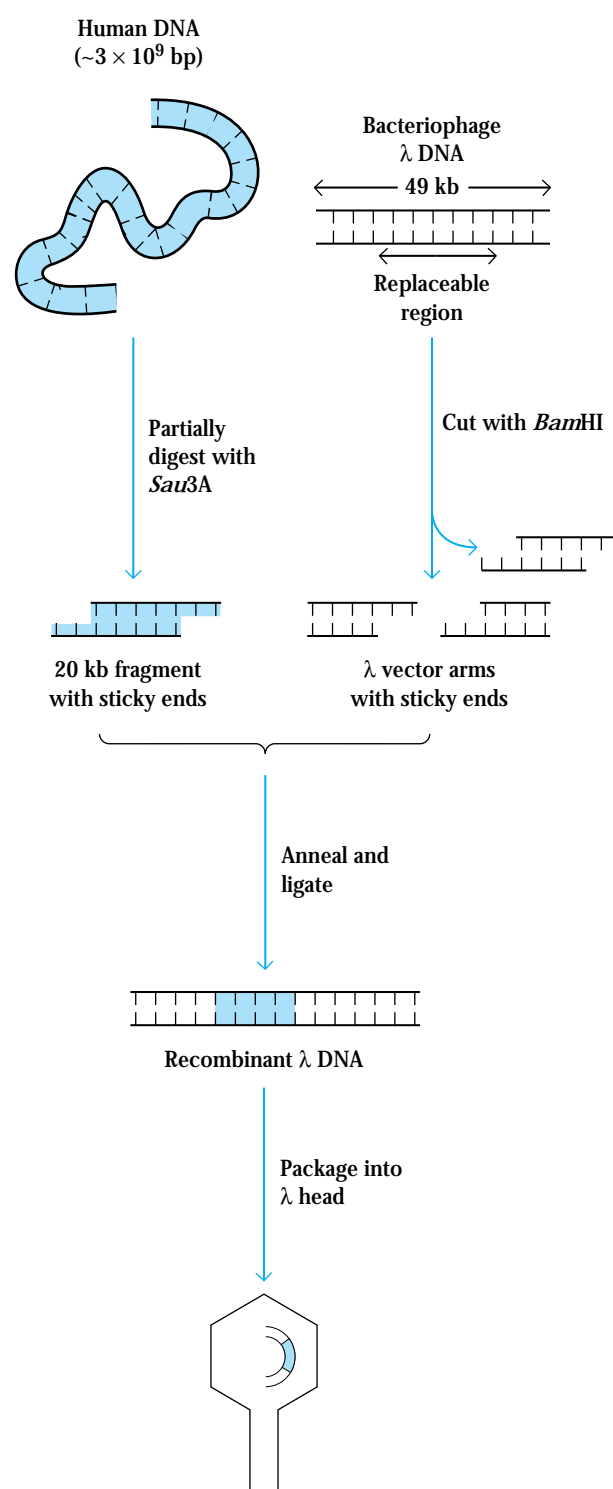 Human DNA
(~3 × 10⁹ bp)
Bacteriophage
λ DNA
49 kb
Replaceable
region
Partially
digest with
Sau3A
Cut with BamHI
20 kb fragment
with sticky ends
λ vector arms
with sticky ends
Anneal and
ligate
Recombinant λ DNA
Package into
λ head